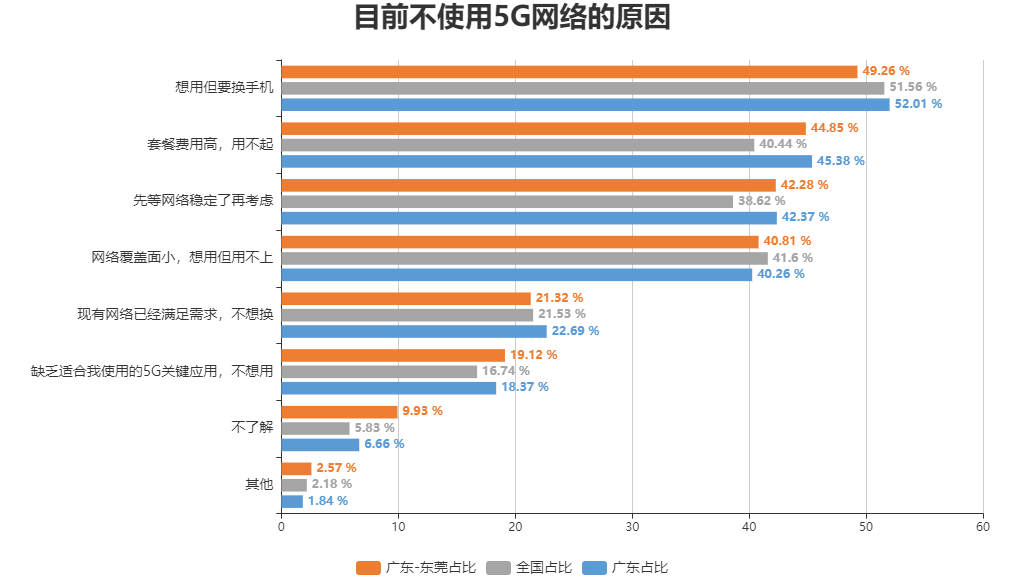 目前不使用5G网络的原因
想用但要换手机
49.26 %
51.56 %
52.01 %
套餐费用高，用不起
44.85 %
40.44 %
45.38 %
先等网络稳定了再考虑
42.28 %
38.62 %
42.37 %
网络覆盖面小，想用但用不上
40.81 %
41.6 %
40.26 %
现有网络已经满足需求，不想换
21.32 %
21.53 %
22.69 %
缺乏适合我使用的5G关键应用，不想用
19.12 %
16.74 %
18.37 %
不了解
9.93 %
5.83 %
6.66 %
其他
2.57 %
2.18 %
1.84 %
0 10 20 30 40 50 60
广东-东莞占比 全国占比 广东占比